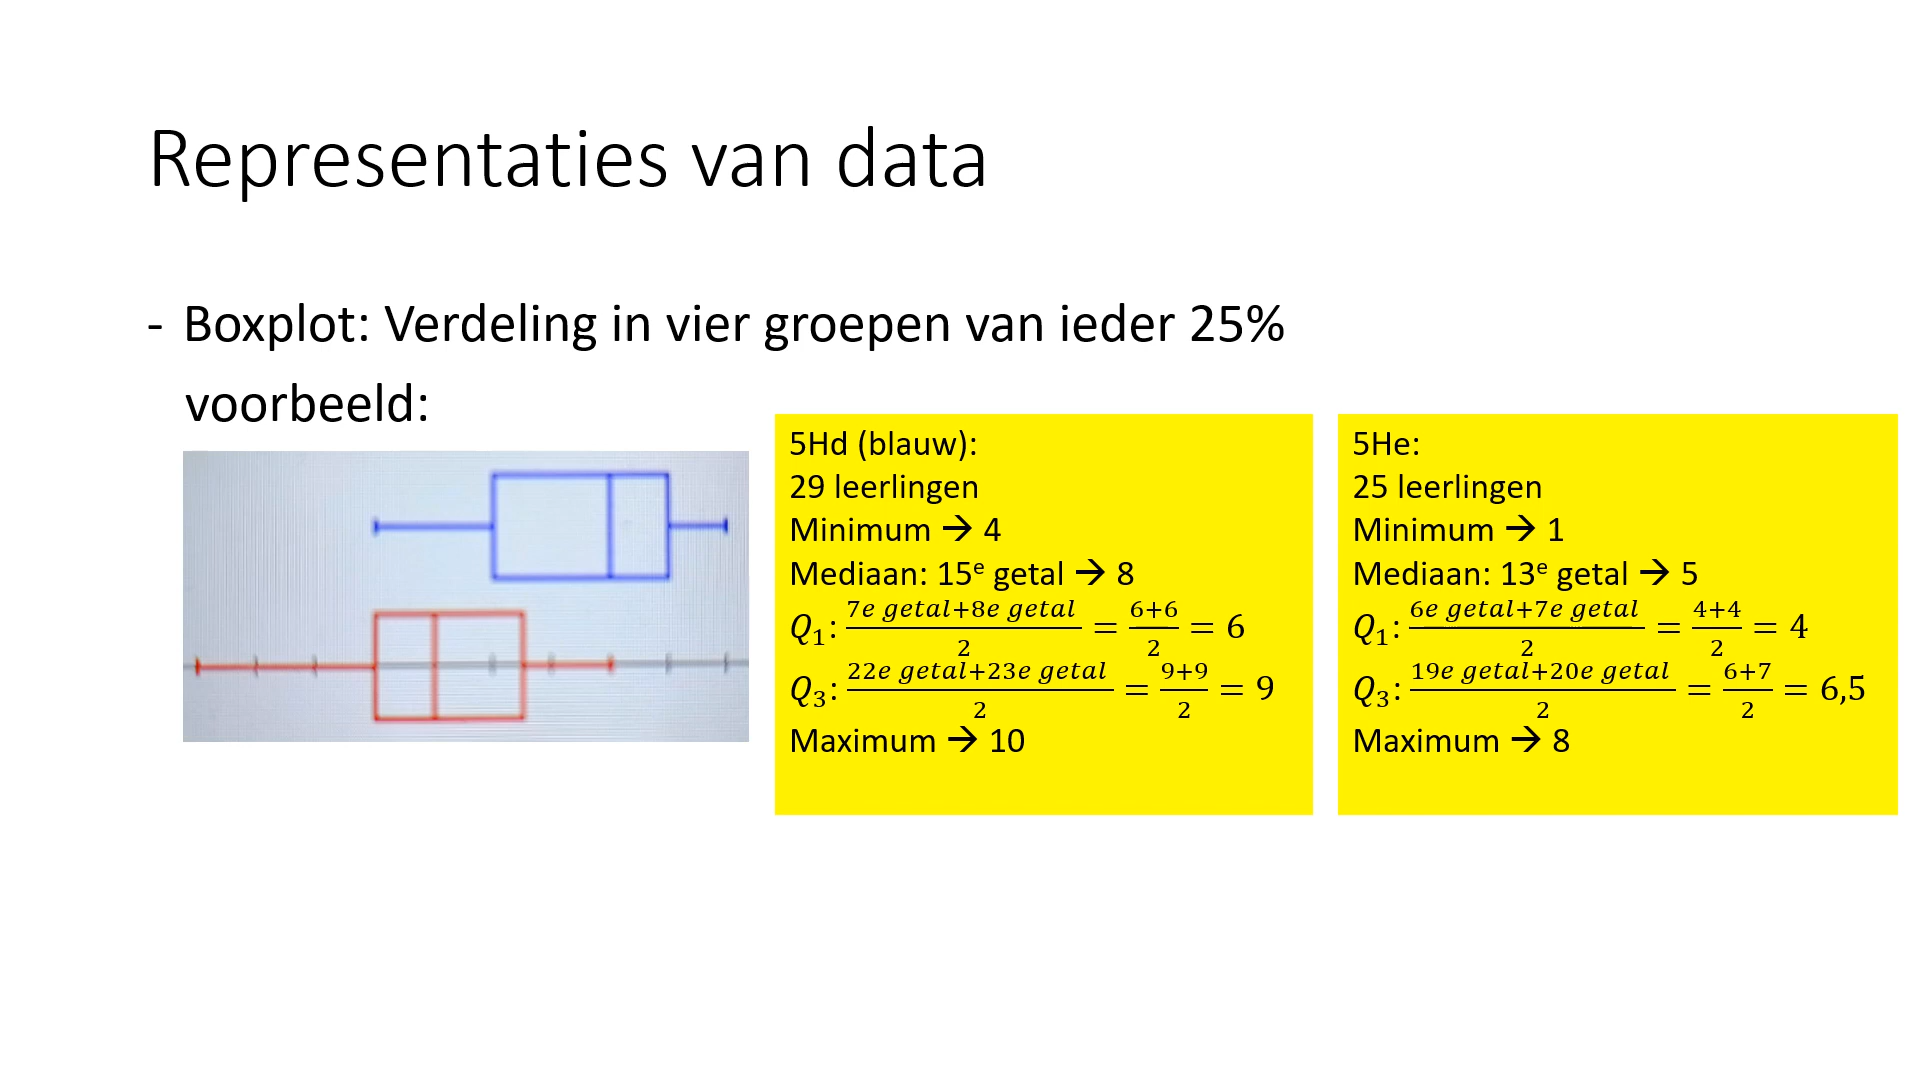 Representaties van data
- Boxplot: Verdeling in vier groepen van ieder 25%
voorbeeld:
5Hd (blauw):
29 leerlingen
Minimum → 4
Mediaan: 15ᵉ getal → 8
Q₁: (7e getal+8e getal)/2 = (6+6)/2 = 6
Q₃: (22e getal+23e getal)/2 = (9+9)/2 = 9
Maximum → 10
5He:
25 leerlingen
Minimum → 1
Mediaan: 13ᵉ getal → 5
Q₁: (6e getal+7e getal)/2 = (4+4)/2 = 4
Q₃: (19e getal+20e getal)/2 = (6+7)/2 = 6,5
Maximum → 8